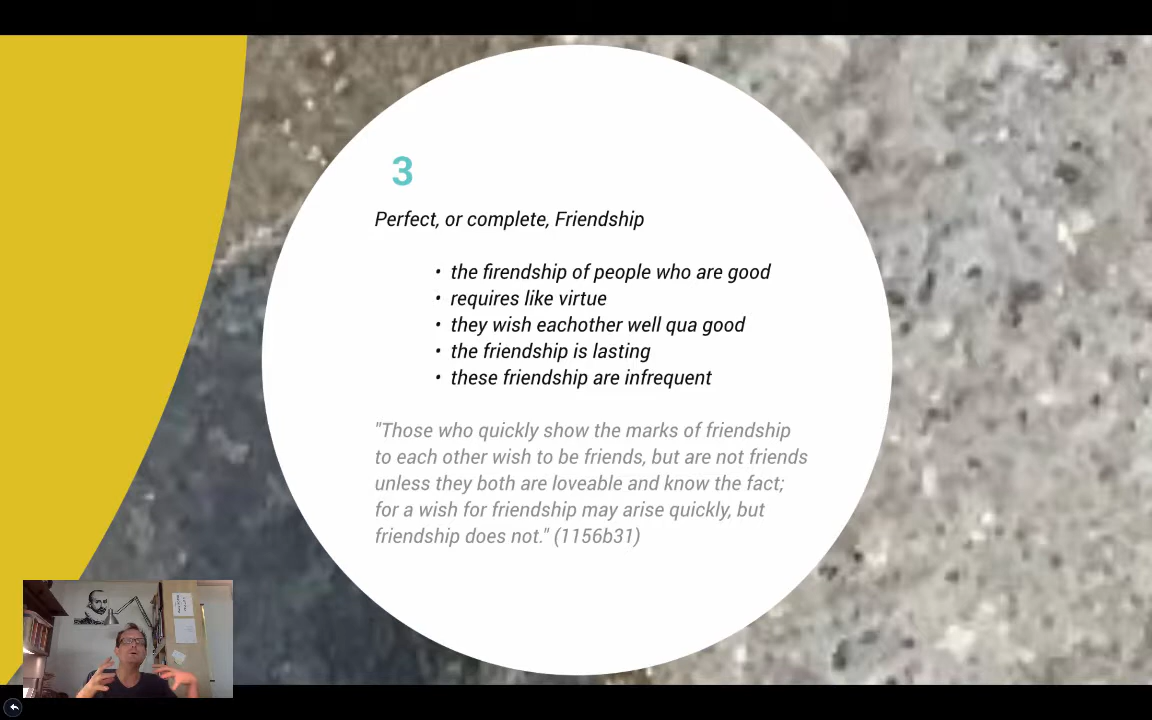 3
Perfect, or complete, Friendship
• the firendship of people who are good
• requires like virtue
• they wish eachother well qua good
• the friendship is lasting
• these friendship are infrequent
"Those who quickly show the marks of friendship
to each other wish to be friends, but are not friends
unless they both are loveable and know the fact;
for a wish for friendship may arise quickly, but
friendship does not." (1156b31)